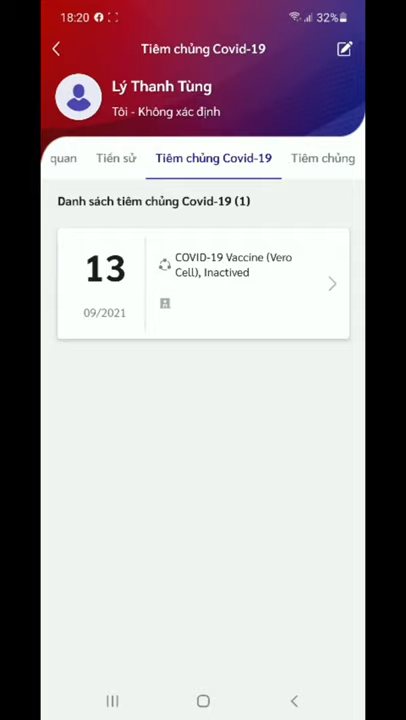 18:20 32%
Tiêm chủng Covid-19
Lý Thanh Tùng
Tôi - Không xác định
quan Tiền sử Tiêm chủng Covid-19 Tiêm chủng
Danh sách tiêm chủng Covid-19 (1)
13
09/2021
COVID-19 Vaccine (Vero
Cell), Inactived